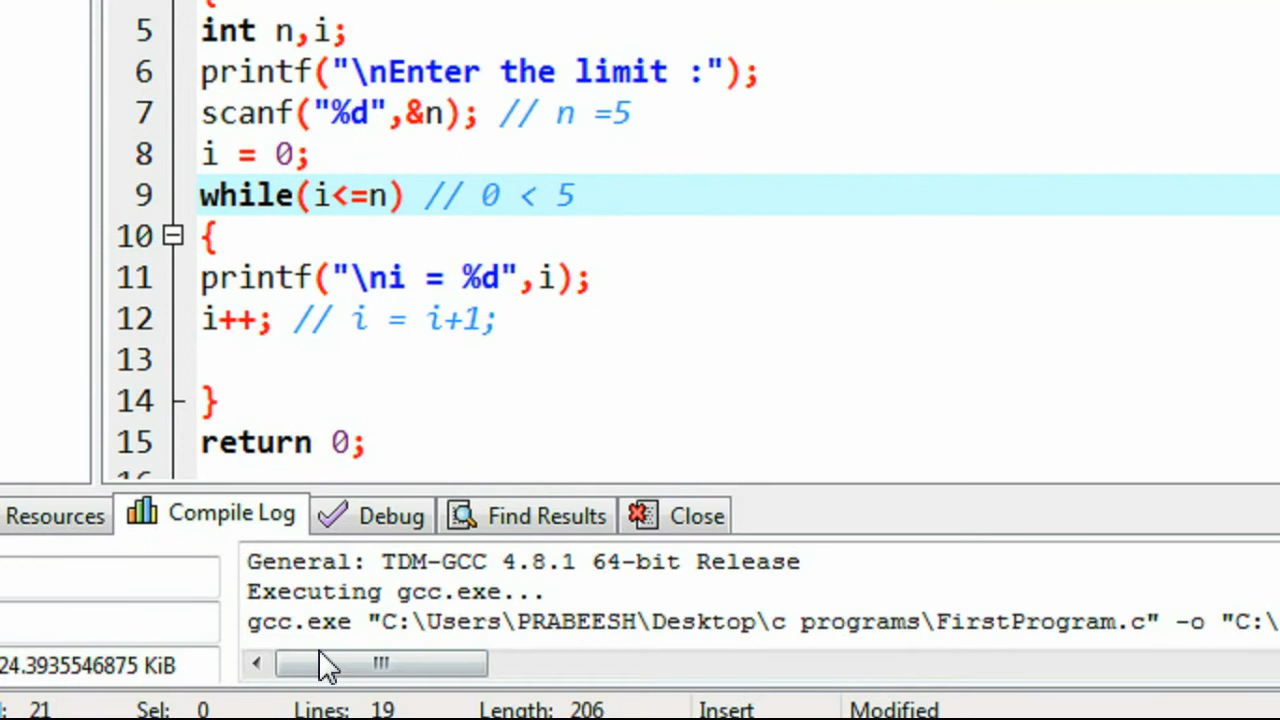 {
5 int n,i;
6 printf("\nEnter the limit :");
7 scanf("%d",&n); // n =5
8 i = 0;
9 while(i<=n) // 0 < 5
10 {
11 printf("\ni = %d",i);
12 i++; // i = i+1;
13
14 }
15 return 0;
Resources Compile Log Debug Find Results Close
General: TDM-GCC 4.8.1 64-bit Release
Executing gcc.exe...
gcc.exe "C:\Users\PRABEESH\Desktop\c programs\FirstProgram.c" -o "C:\
24.3935546875 KiB
: 21 Sel: 0 Lines: 19 Length: 206 Insert Modified